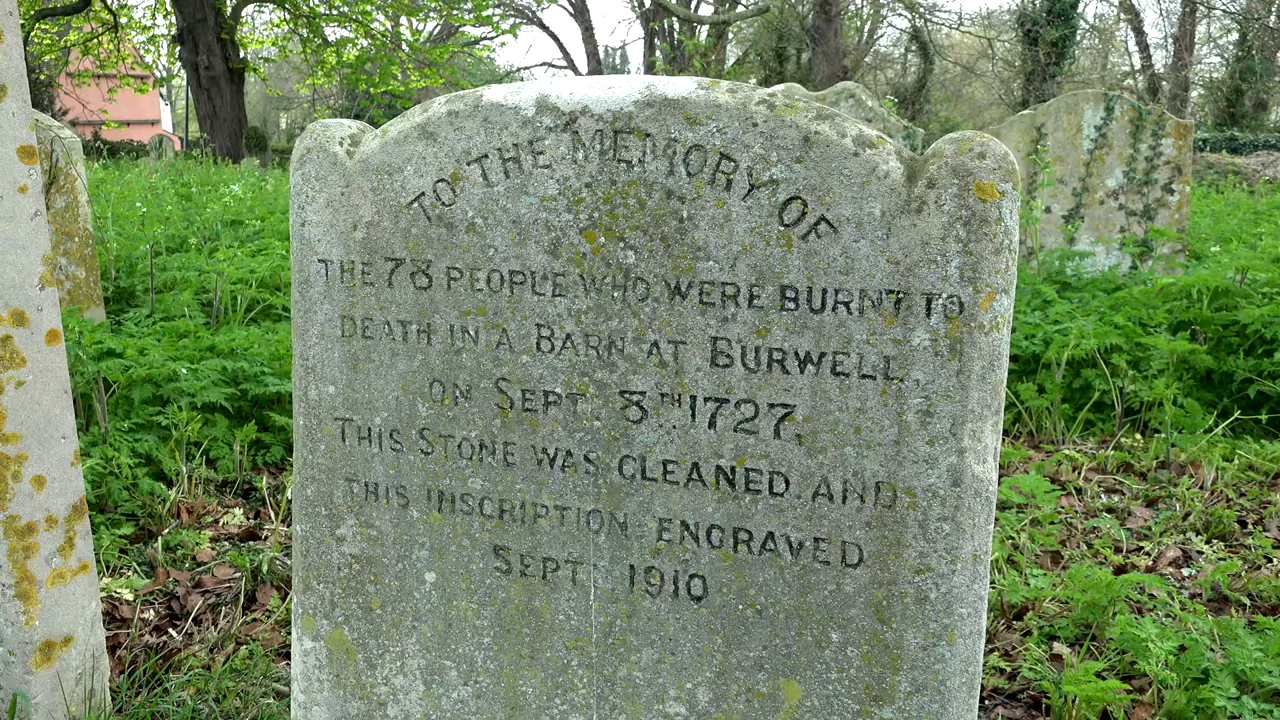 TO THE MEMORY OF
THE 78 PEOPLE WHO WERE BURNT TO
DEATH IN A BARN AT BURWELL,
ON SEPT. 8TH 1727.
THIS STONE WAS CLEANED AND
THIS INSCRIPTION ENGRAVED
SEPT. 1910